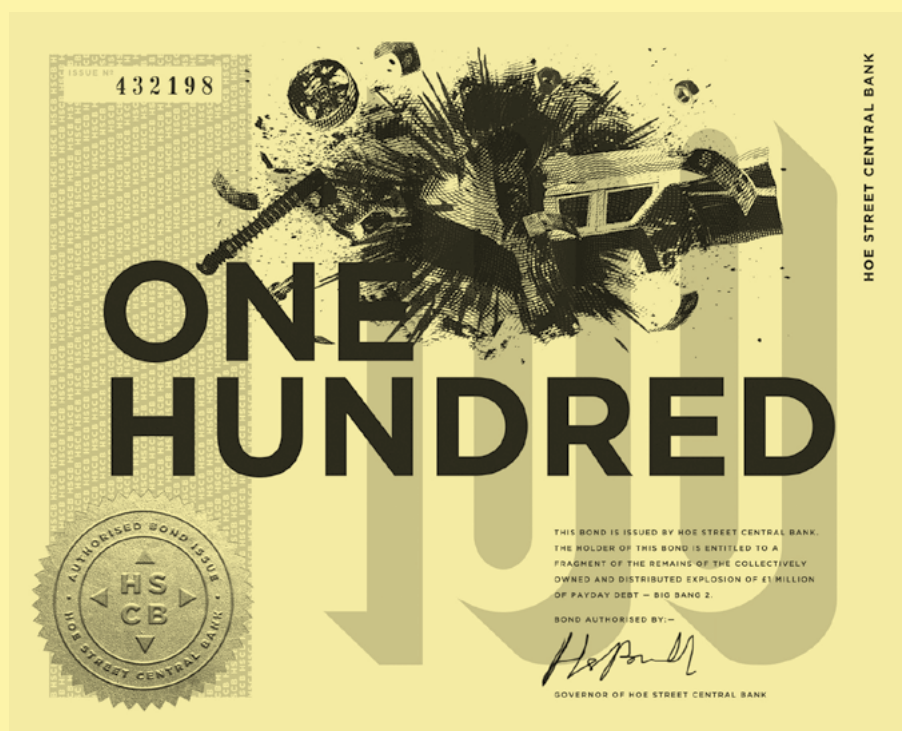 ISSUE Nº
432198
HOE STREET CENTRAL BANK
100
ONE
HUNDRED
AUTHORISED BOND ISSUE
HS
CB
HOE STREET CENTRAL BANK
THIS BOND IS ISSUED BY HOE STREET CENTRAL BANK.
THE HOLDER OF THIS BOND IS ENTITLED TO A
FRAGMENT OF THE REMAINS OF THE COLLECTIVELY
OWNED AND DISTRIBUTED EXPLOSION OF £1 MILLION
OF PAYDAY DEBT – BIG BANG 2.
BOND AUTHORISED BY:–
GOVERNOR OF HOE STREET CENTRAL BANK